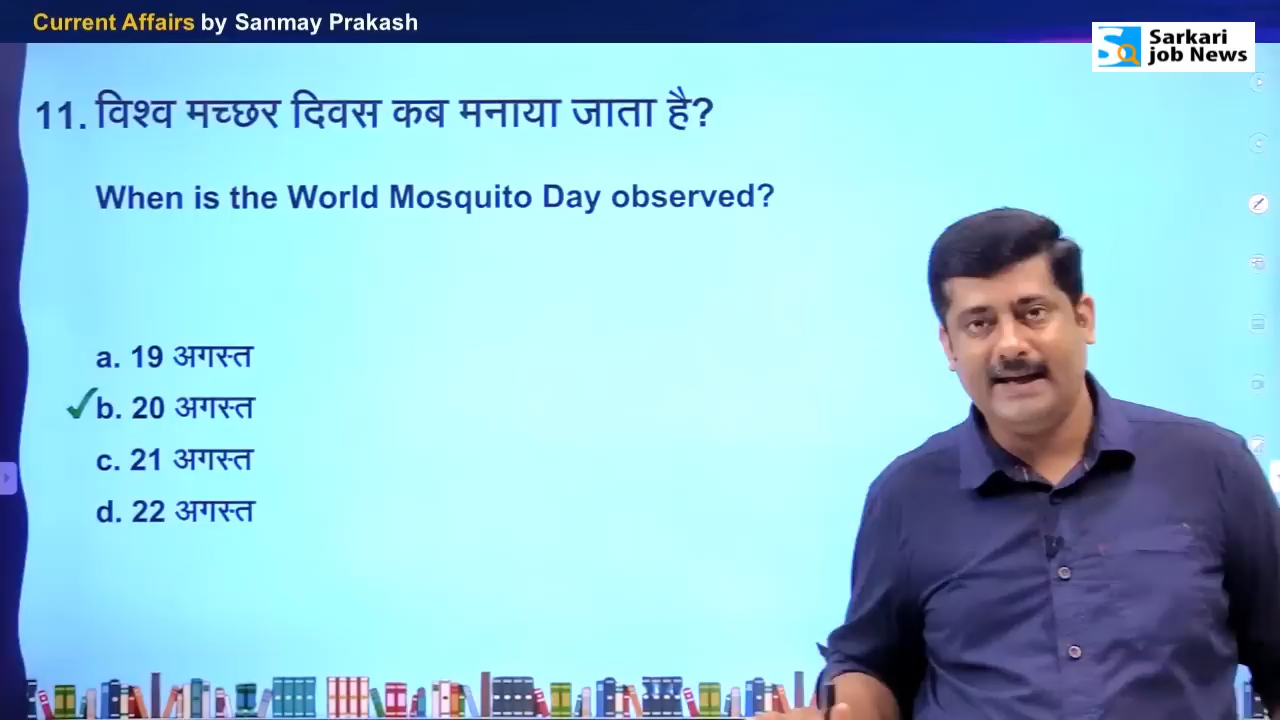 Current Affairs by Sanmay Prakash
Sarkari
Job News
11. विश्व मच्छर दिवस कब मनाया जाता है?
When is the World Mosquito Day observed?
a. 19 अगस्त
b. 20 अगस्त
c. 21 अगस्त
d. 22 अगस्त